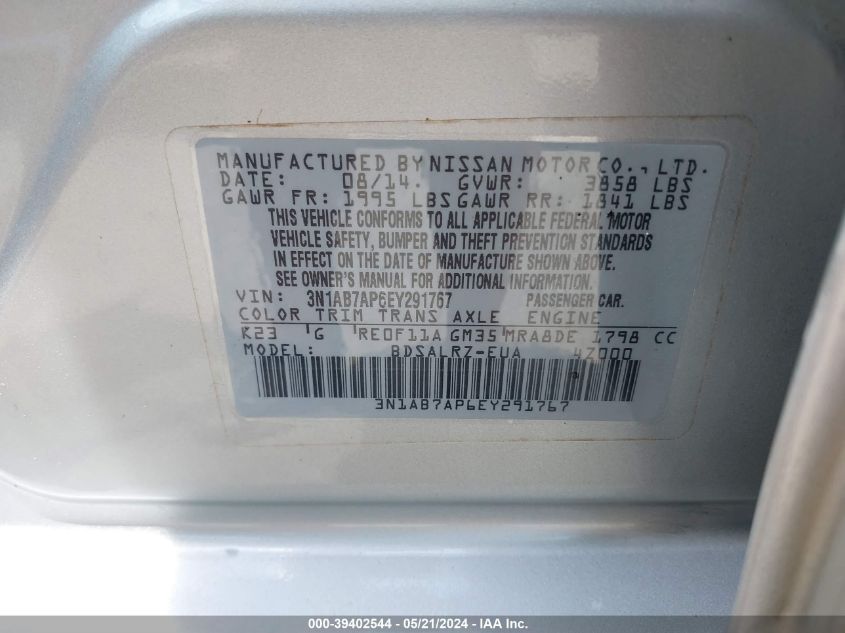 MANUFACTURED BY NISSAN MOTOR CO., LTD.
DATE: 08/14. GVWR: 3858 LBS
GAWR FR: 1995 LBS GAWR RR: 1841 LBS
THIS VEHICLE CONFORMS TO ALL APPLICABLE FEDERAL MOTOR
VEHICLE SAFETY, BUMPER AND THEFT PREVENTION STANDARDS
IN EFFECT ON THE DATE OF MANUFACTURE SHOWN ABOVE.
SEE OWNER'S MANUAL FOR ADDITIONAL INFORMATION.
VIN: 3N1AB7AP6EY291767 PASSENGER CAR.
COLOR TRIM TRANS AXLE ENGINE
K23 G RE0F11A GM35 MRA8DE 1798 CC
MODEL: BDSALRZ-EUA 4Z000
3N1AB7AP6EY291767
000-39402544 - 05/21/2024 - IAA Inc.